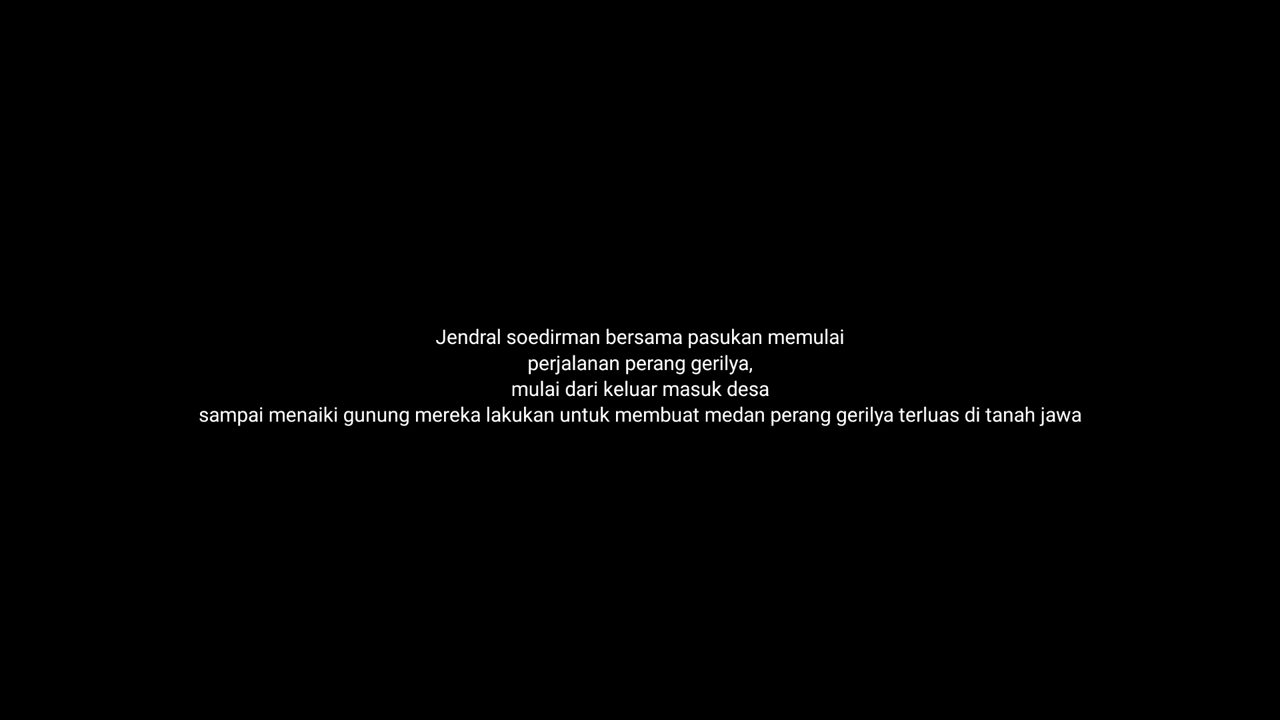 Jendral soedirman bersama pasukan memulai
perjalanan perang gerilya,
mulai dari keluar masuk desa
sampai menaiki gunung mereka lakukan untuk membuat medan perang gerilya terluas di tanah jawa